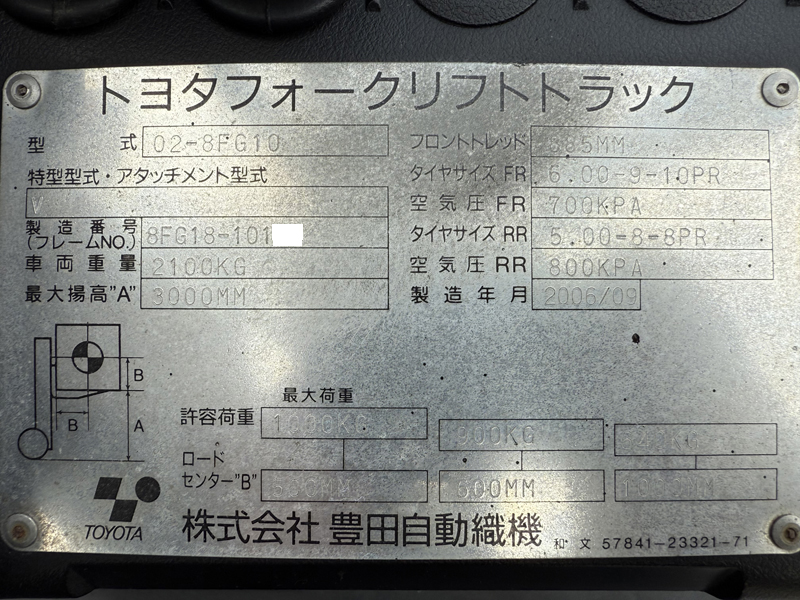 トヨタフォークリフトトラック
型式 02-8FG10
特型型式・アタッチメント型式
V
製造番号
(フレームNO.) 8FG18-101
車両重量 2100KG
最大揚高"A" 3000MM
フロントトレッド
タイヤサイズ FR 6.00-9-10PR
空気圧 FR 700KPA
タイヤサイズ RR 5.00-8-8PR
空気圧 RR 800KPA
製造年月 2006/09
B
B
A
最大荷重
許容荷重 1000KG 900KG
ロード
センター"B" 600MM
TOYOTA
株式会社 豊田自動織機
和文 57841-23321-71